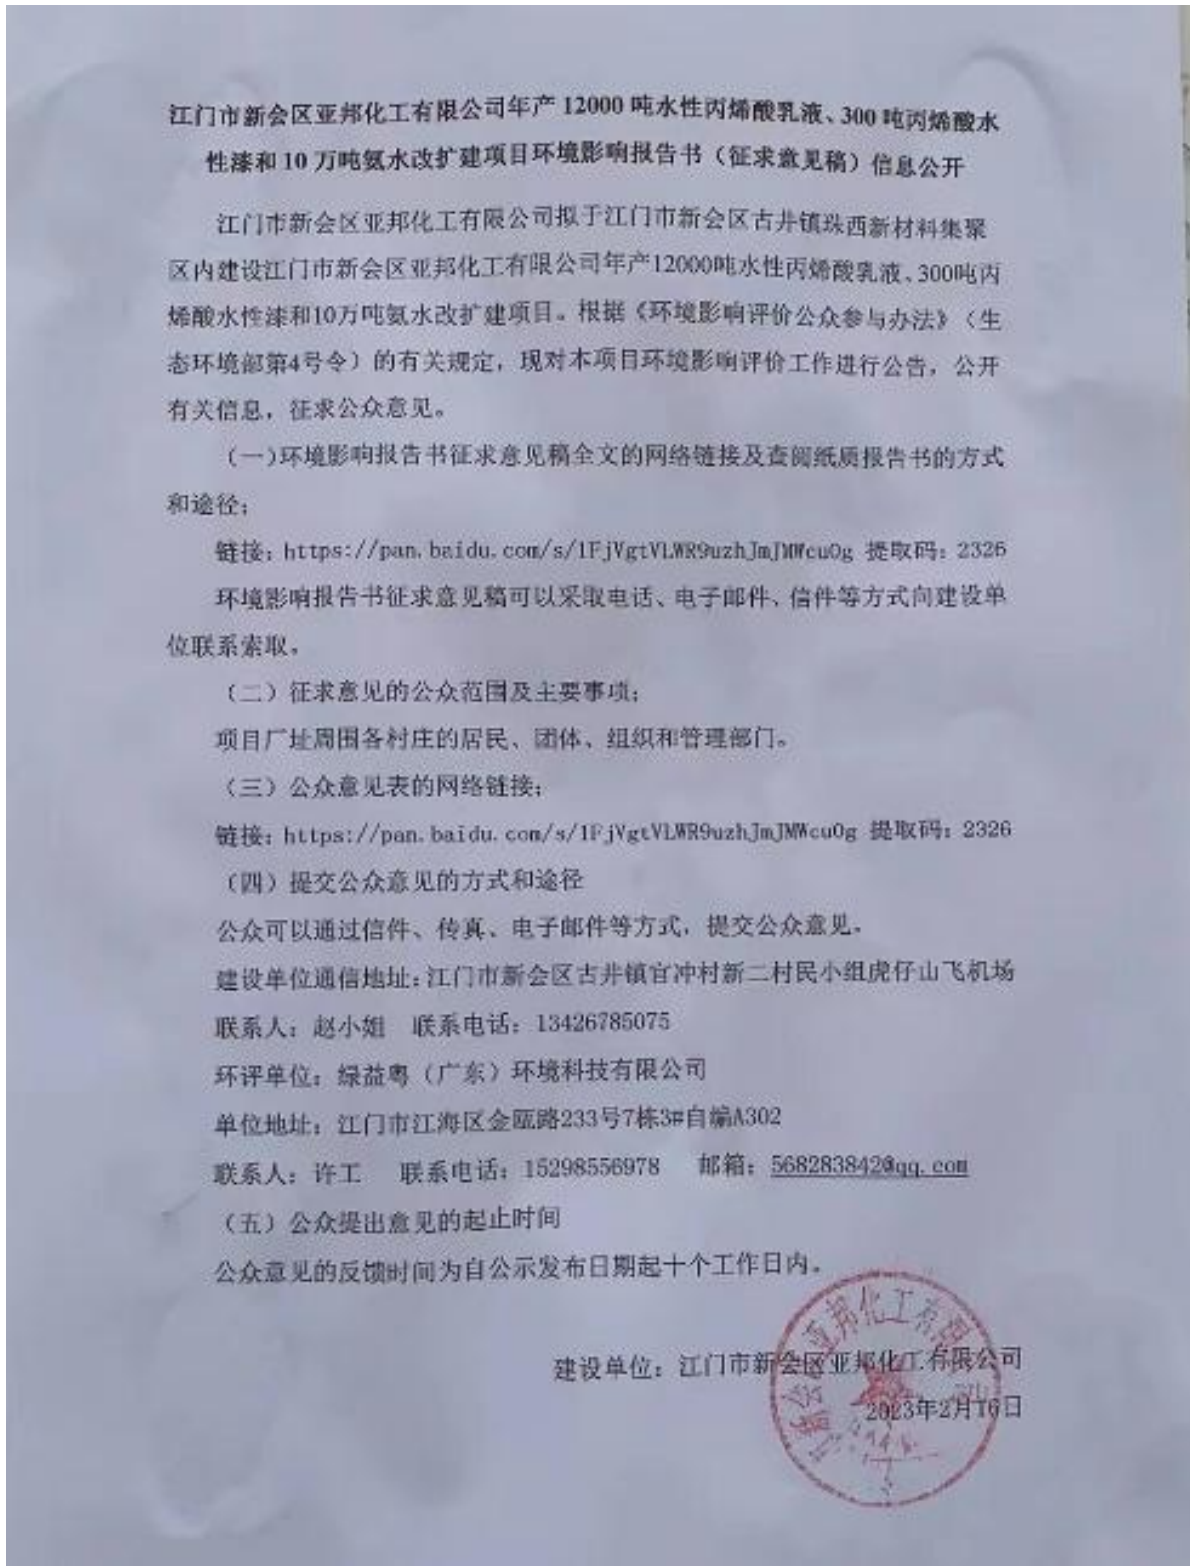 江门市新会区亚邦化工有限公司年产 12000 吨水性丙烯酸乳液、300 吨丙烯酸水
性漆和 10 万吨氨水改扩建项目环境影响报告书（征求意见稿）信息公开
江门市新会区亚邦化工有限公司拟于江门市新会区古井镇珠西新材料集聚
区内建设江门市新会区亚邦化工有限公司年产12000吨水性丙烯酸乳液、300吨丙
烯酸水性漆和10万吨氨水改扩建项目。根据《环境影响评价公众参与办法》（生
态环境部第4号令）的有关规定，现对本项目环境影响评价工作进行公告，公开
有关信息，征求公众意见。
（一)环境影响报告书征求意见稿全文的网络链接及查阅纸质报告书的方式
和途径；
链接：https://pan.baidu.com/s/1FjVgtVLWR9uzhJmJMWcuOg 提取码：2326
环境影响报告书征求意见稿可以采取电话、电子邮件、信件等方式向建设单
位联系索取。
（二）征求意见的公众范围及主要事项；
项目厂址周围各村庄的居民、团体、组织和管理部门。
（三）公众意见表的网络链接；
链接：https://pan.baidu.com/s/1FjVgtVLWR9uzhJmJMWcuOg 提取码：2326
（四）提交公众意见的方式和途径
公众可以通过信件、传真、电子邮件等方式，提交公众意见。
建设单位通信地址：江门市新会区古井镇官冲村新二村民小组虎仔山飞机场
联系人：赵小姐 联系电话：13426785075
环评单位：绿益粤（广东）环境科技有限公司
单位地址：江门市江海区金瓯路233号7栋3#自编A302
联系人：许工 联系电话：15298556978 邮箱：568283842@qq.com
（五）公众提出意见的起止时间
公众意见的反馈时间为自公示发布日期起十个工作日内。
建设单位：江门市新会区亚邦化工有限公司
2023年2月16日